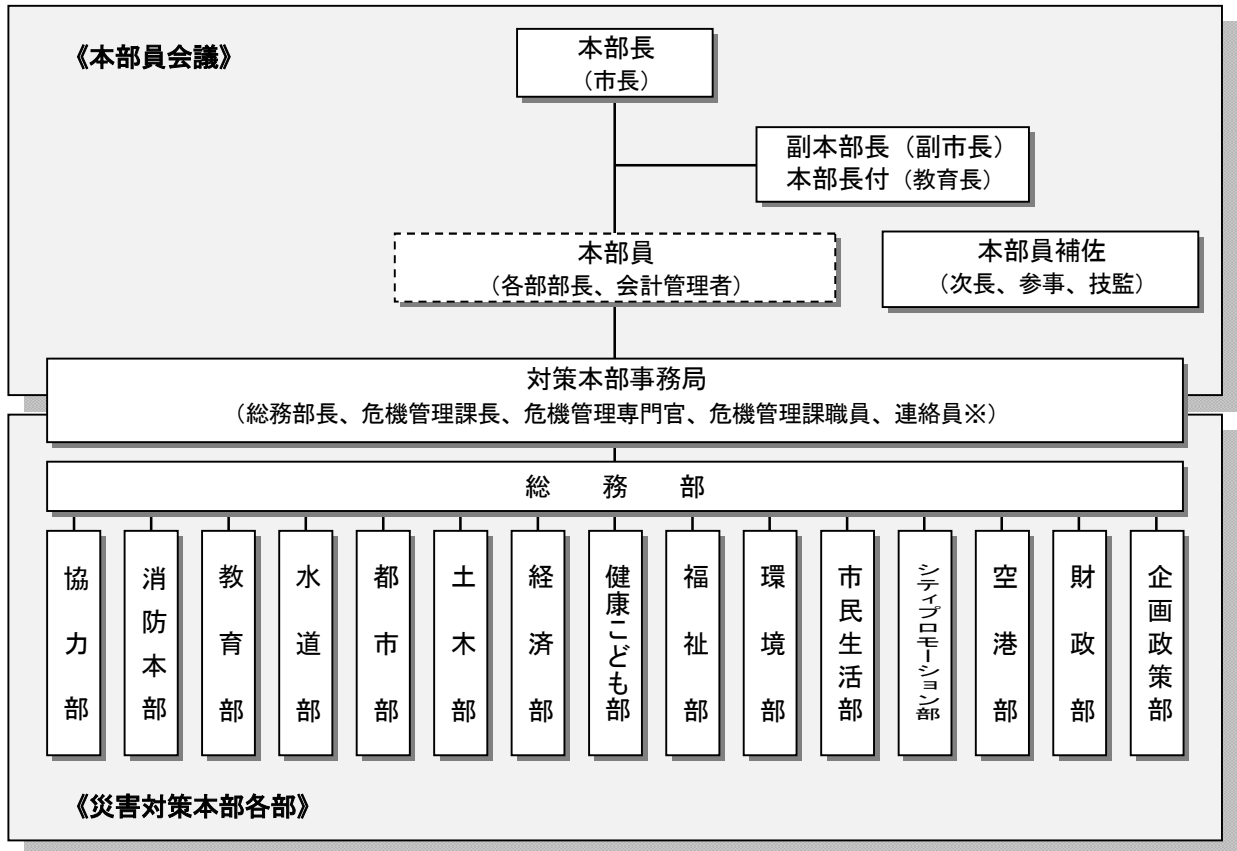 《本部員会議》
本部長
（市長）
副本部長（副市長）
本部長付（教育長）
本部員
（各部部長、会計管理者）
本部員補佐
（次長、参事、技監）
対策本部事務局
（総務部長、危機管理課長、危機管理専門官、危機管理課職員、連絡員※）
総務部
協力部
消防本部
教育部
水道部
都市部
土木部
経済部
健康こども部
福祉部
環境部
市民生活部
シティプロモーション部
空港部
財政部
企画政策部
《災害対策本部各部》